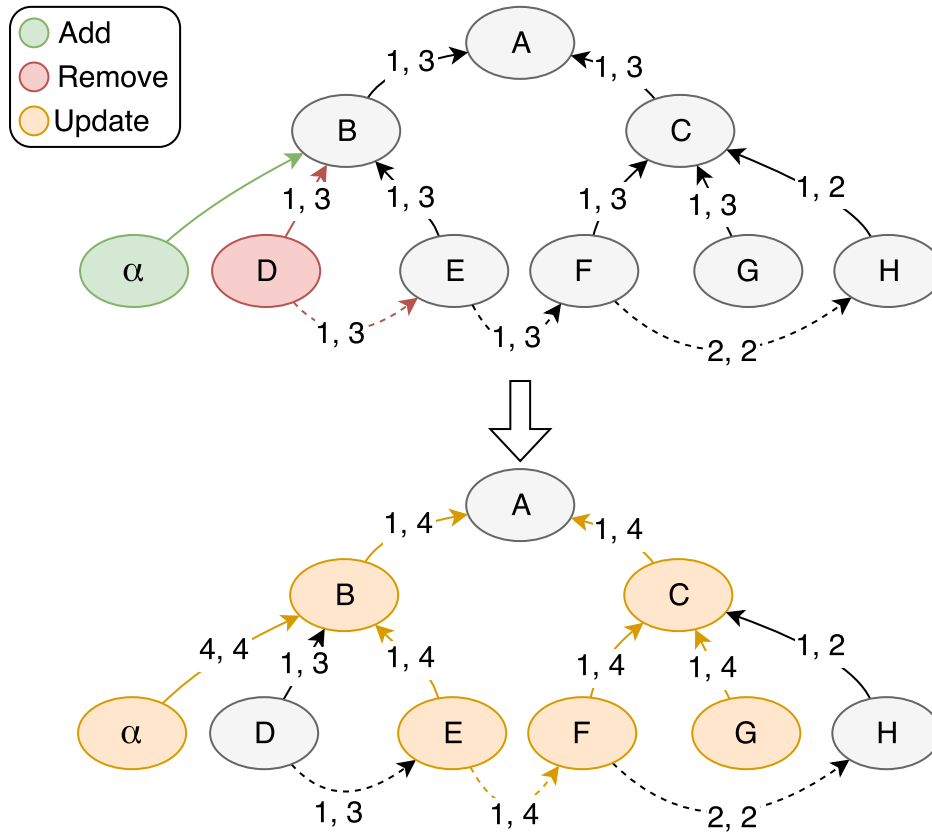 Add
Remove
Update
A
1, 3
1, 3
B
C
1, 3
1, 3
1, 3
1, 3
1, 2
α
D
E
F
G
H
1, 3
1, 3
2, 2
A
1, 4
1, 4
B
C
4, 4
1, 3
1, 4
1, 4
1, 4
1, 2
α
D
E
F
G
H
1, 3
1, 4
2, 2